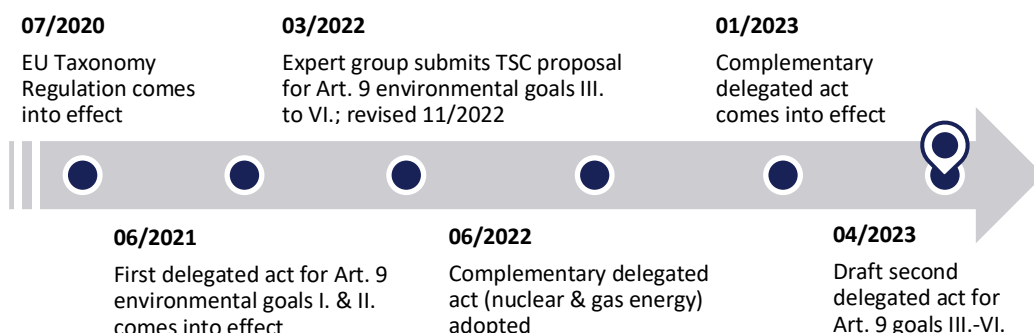 07/2020
EU Taxonomy
Regulation comes
into effect
03/2022
Expert group submits TSC proposal
for Art. 9 environmental goals III.
to VI.; revised 11/2022
01/2023
Complementary
delegated act
comes into effect
06/2021
First delegated act for Art. 9
environmental goals I. & II.
comes into effect
06/2022
Complementary delegated
act (nuclear & gas energy)
adopted
04/2023
Draft second
delegated act for
Art. 9 goals III.-VI.